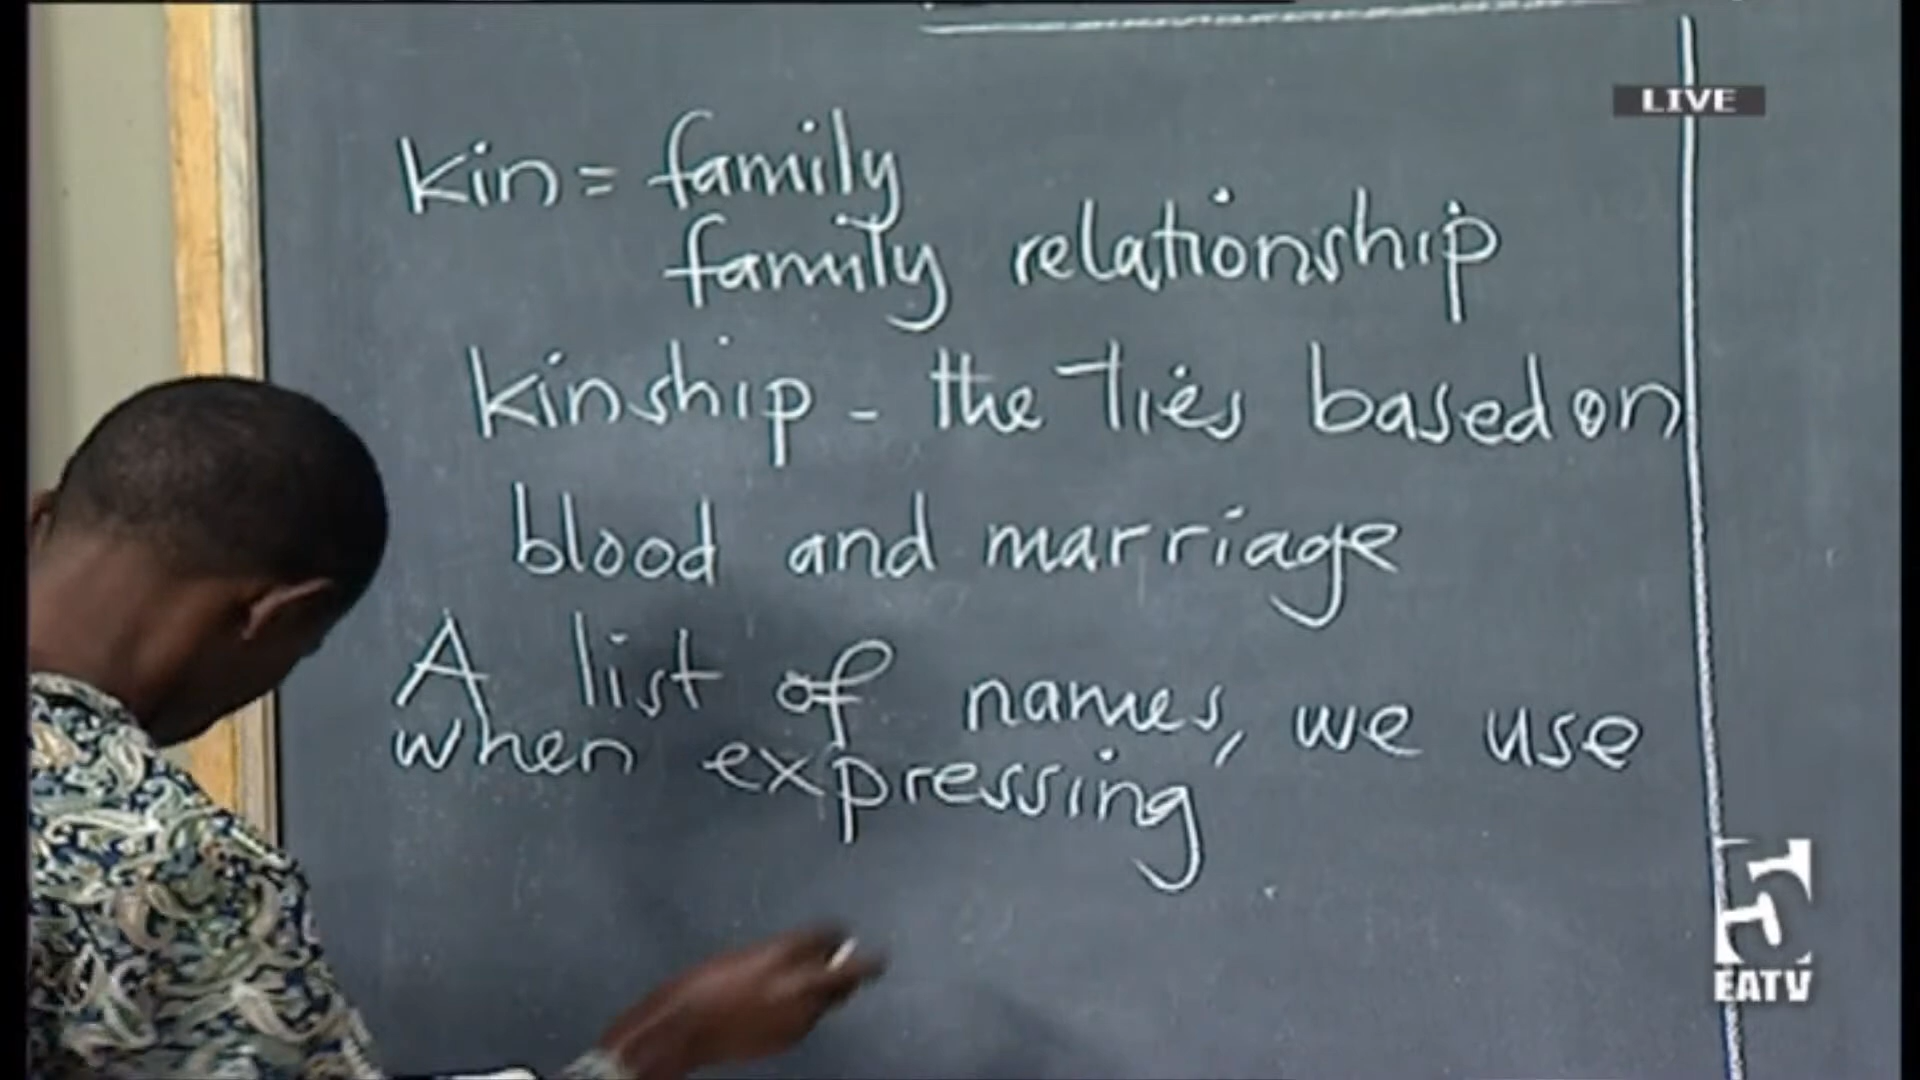 LIVE
kin = family
family relationship
kinship - the ties based on
blood and marriage
A list of names, we use
when expressing
EATV